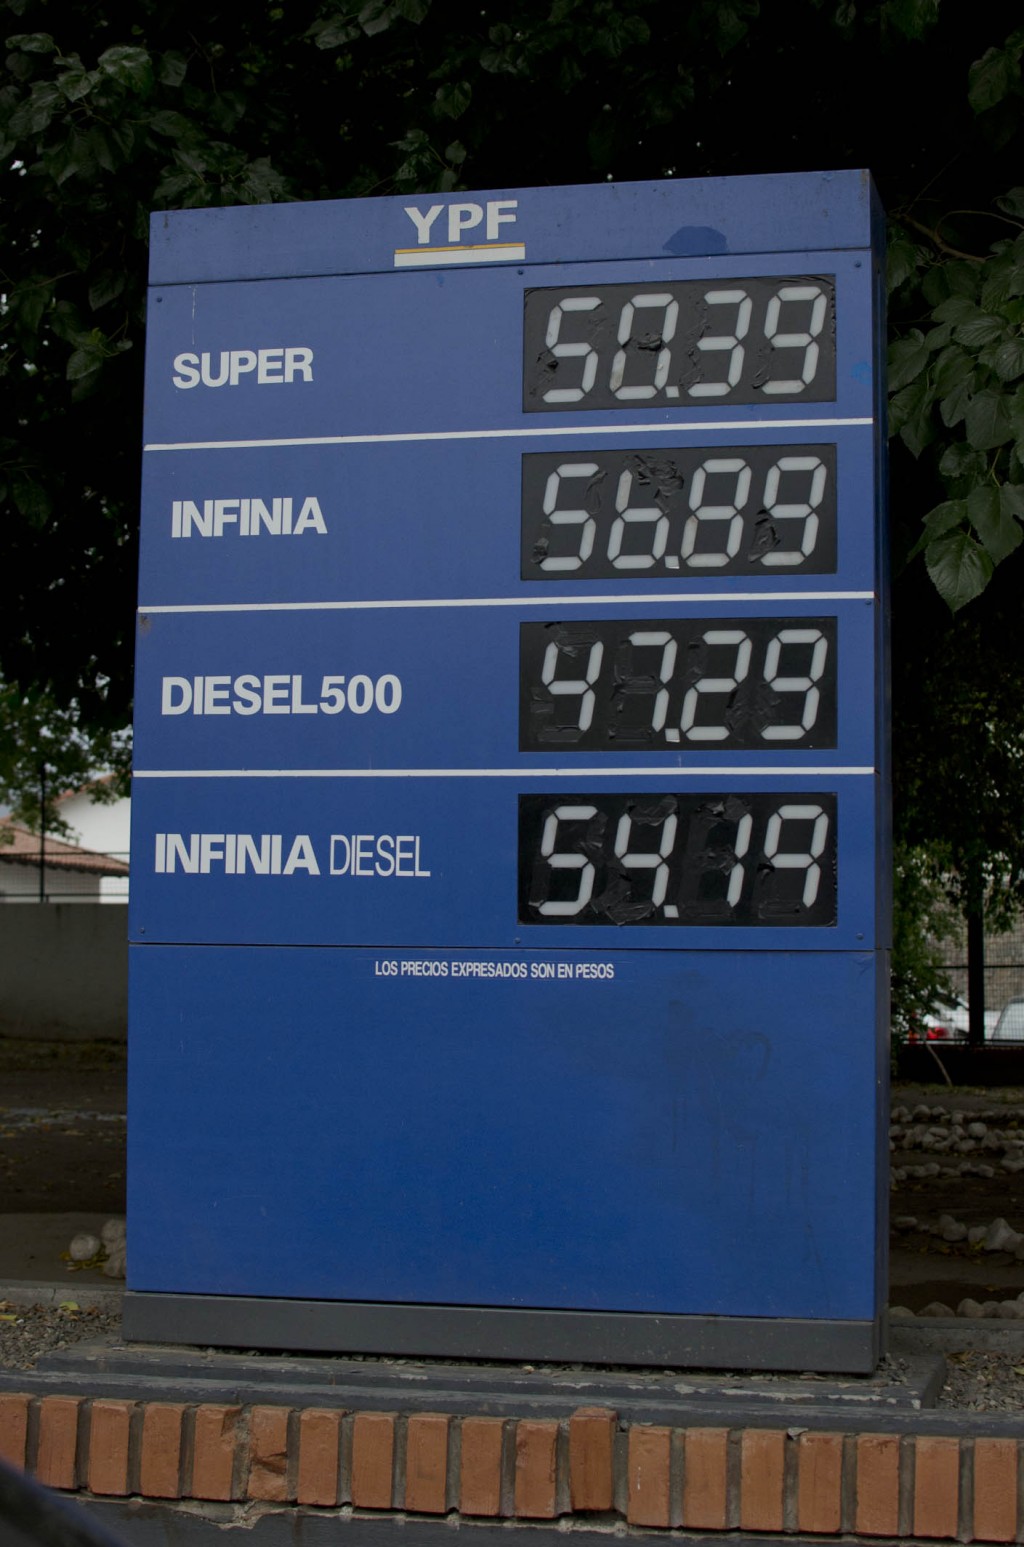 YPF
SUPER 50.39
INFINIA 56.89
DIESEL500 47.29
INFINIA DIESEL 54.19
LOS PRECIOS EXPRESADOS SON EN PESOS